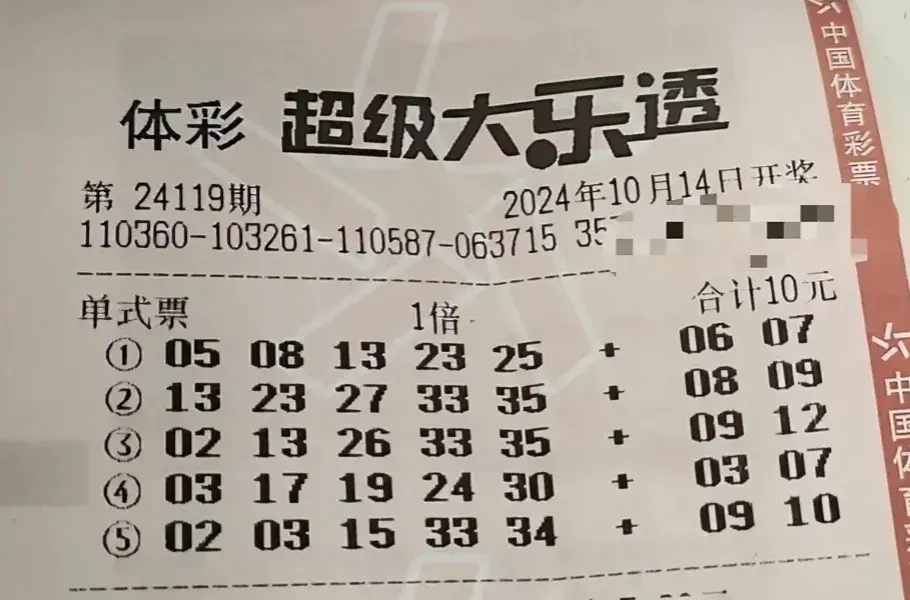 体彩 超级大乐透
第 24119期 2024年10月14日开奖
110360-103261-110587-063715 35
单式票 1倍 合计10元
① 05 08 13 23 25 + 06 07
② 13 23 27 33 35 + 08 09
③ 02 13 26 33 35 + 09 12
④ 03 17 19 24 30 + 03 07
⑤ 02 03 15 33 34 + 09 10
中国体育彩票
中国体育